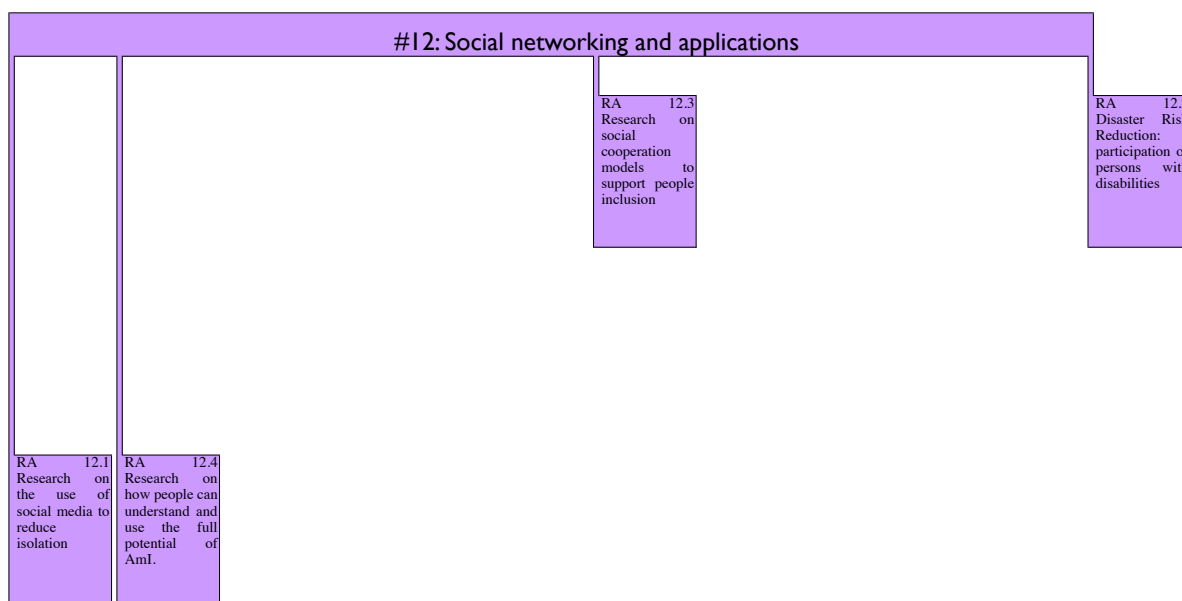 #12: Social networking and applications
RA 12.3
Research on
social
cooperation
models to
support people
inclusion
RA
Disaster
Reduction:
participation
persons
disabilities
RA 12.1
Research on
the use of
social media to
reduce
isolation
RA 12.4
Research on
how people can
understand and
use the full
potential of
AmI.